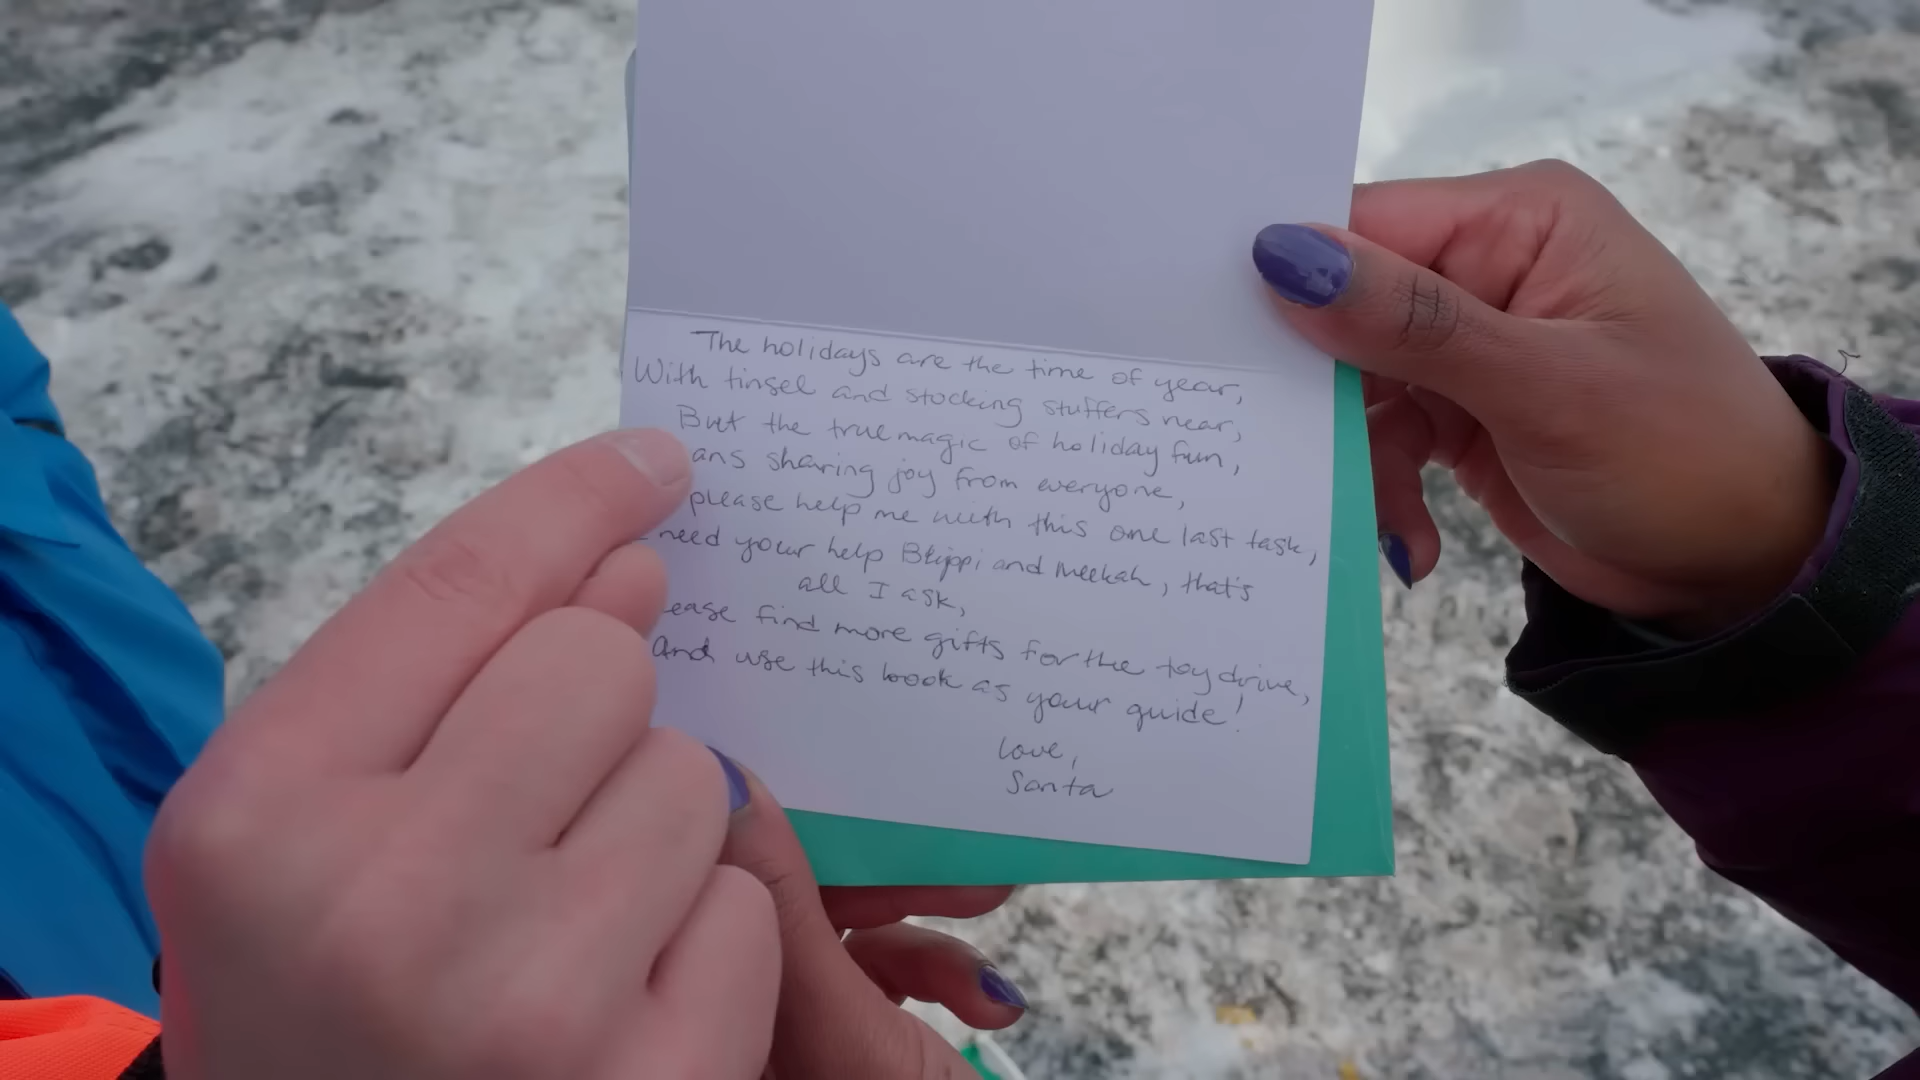 The holidays are the time of year,
With tinsel and stocking stuffers near,
But the true magic of holiday fun,
ans sharing joy from everyone,
please help me with this one last task,
need your help Blippi and Meekah, that's
all I ask,
ease find more gifts for the toy drive,
And use this book as your guide!
Love,
Santa